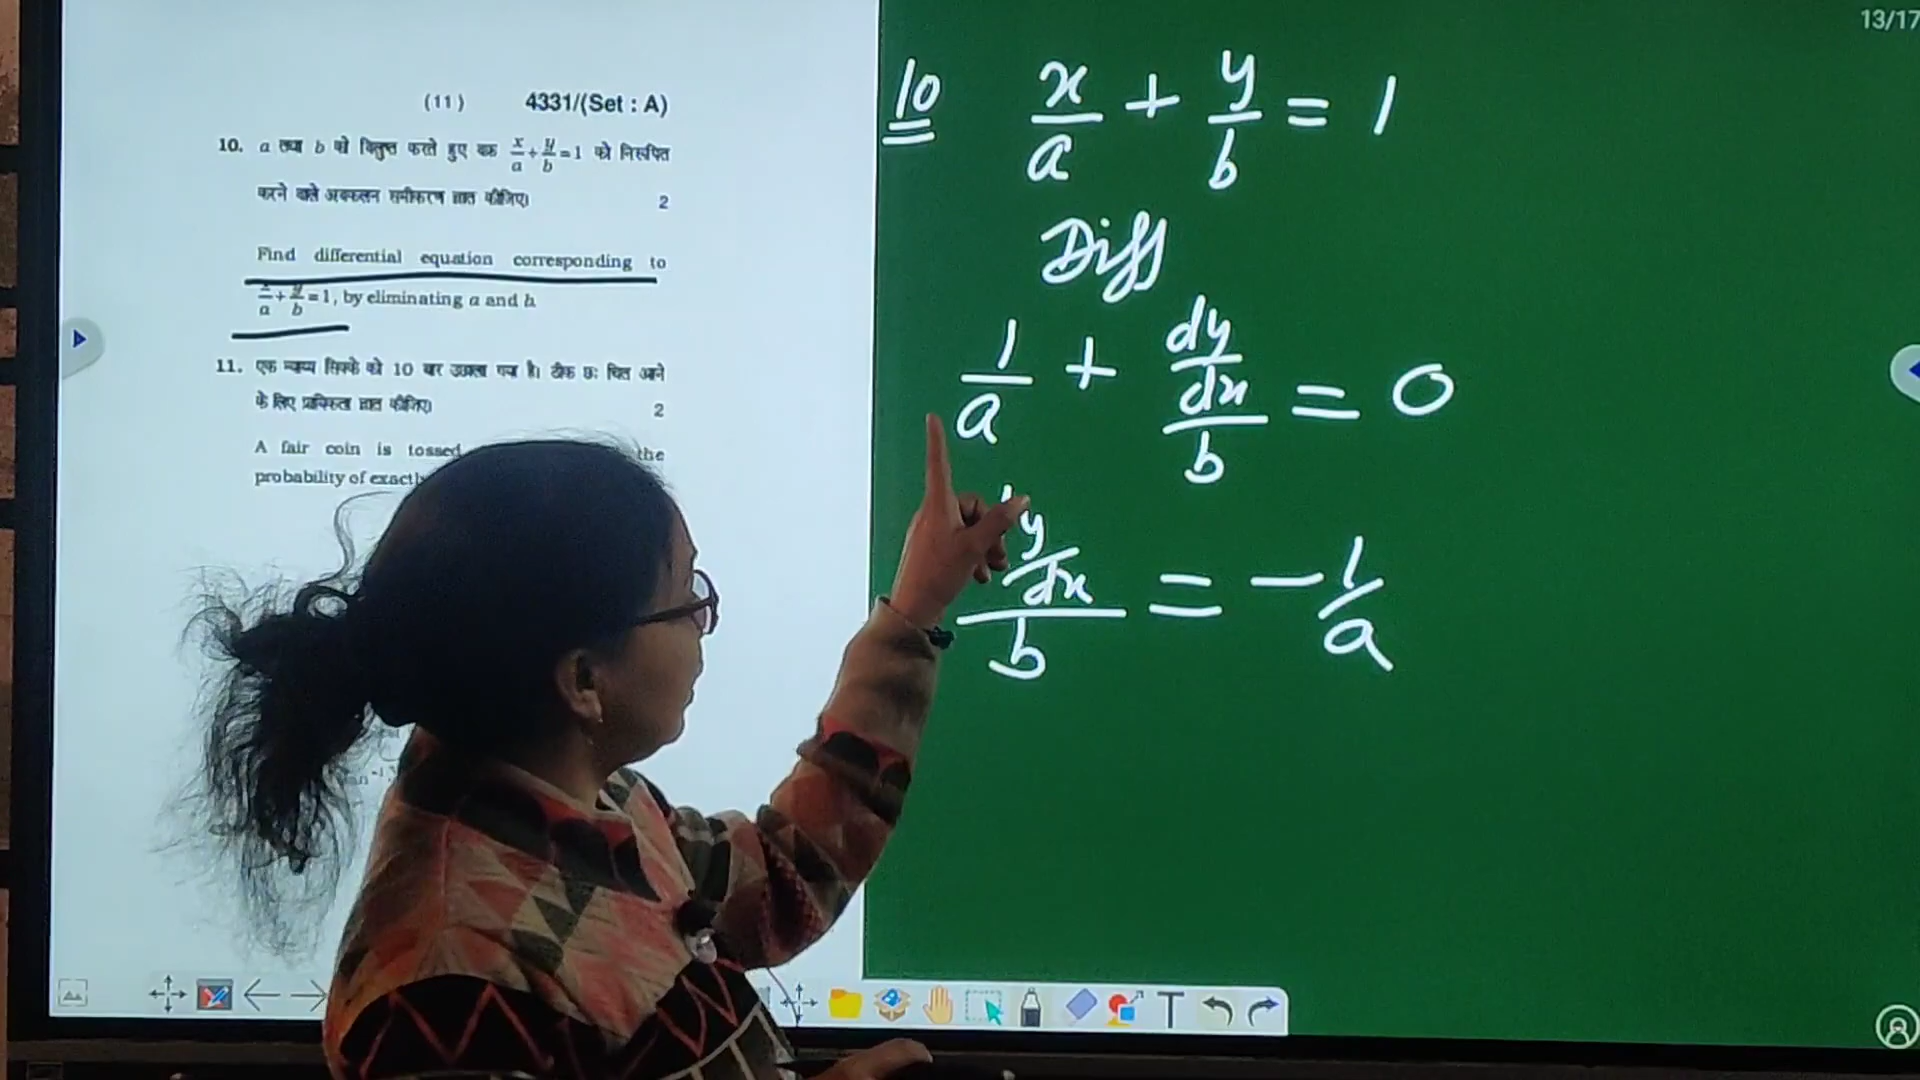 13/17
(11) 4331/(Set : A)
10. a तथा b को विलुप्त करते हुए वक्र x/a + y/b = 1 को निरूपित
करने वाले अवकलन समीकरण ज्ञात कीजिए। 2
Find differential equation corresponding to
x/a + y/b = 1, by eliminating a and b.
11. एक न्याय्य सिक्के को 10 बार उछाला गया है। ठीक छः चित आने
के लिए प्रायिकता ज्ञात कीजिए। 2
A fair coin is tossed the
probability of exactly
10 x/a + y/b = 1
Diff
1/a + dy/dx/b = 0
y/dx/b = -1/a
T